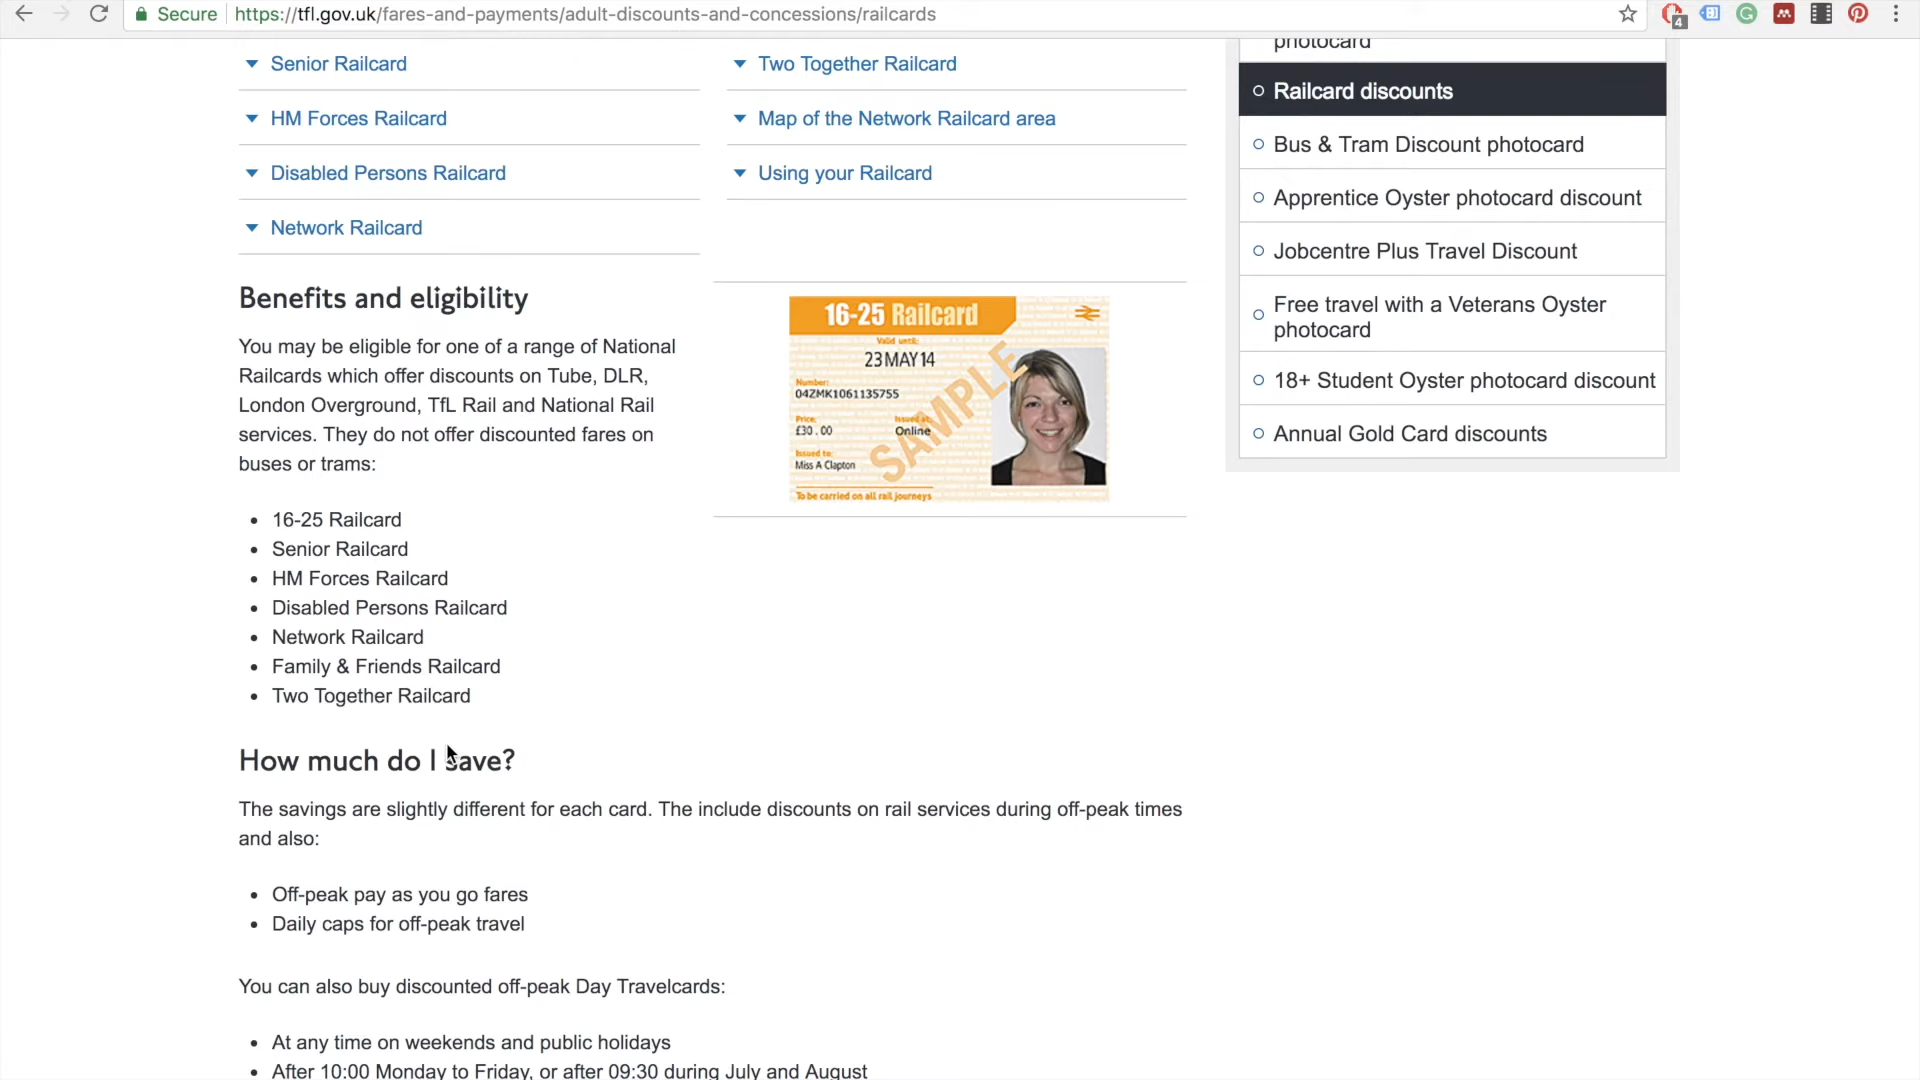 Secure
https://tfl.gov.uk/fares-and-payments/adult-discounts-and-concessions/railcards
4
Senior Railcard
HM Forces Railcard
Disabled Persons Railcard
Network Railcard
Two Together Railcard
Map of the Network Railcard area
Using your Railcard
Benefits and eligibility
You may be eligible for one of a range of National
Railcards which offer discounts on Tube, DLR,
London Overground, TfL Rail and National Rail
services. They do not offer discounted fares on
buses or trams:
16-25 Railcard
Valid until:
23 MAY 14
Number:
04ZMK1061135755
Price:
£30.00
Issued at:
Online
Issued to:
Miss A Clapton
To be carried on all rail journeys
SAMPLE
• 16-25 Railcard
• Senior Railcard
• HM Forces Railcard
• Disabled Persons Railcard
• Network Railcard
• Family & Friends Railcard
• Two Together Railcard
How much do I save?
The savings are slightly different for each card. The include discounts on rail services during off-peak times
and also:
• Off-peak pay as you go fares
• Daily caps for off-peak travel
You can also buy discounted off-peak Day Travelcards:
• At any time on weekends and public holidays
• After 10:00 Monday to Friday, or after 09:30 during July and August
photocard
Railcard discounts
Bus & Tram Discount photocard
Apprentice Oyster photocard discount
Jobcentre Plus Travel Discount
Free travel with a Veterans Oyster
photocard
18+ Student Oyster photocard discount
Annual Gold Card discounts